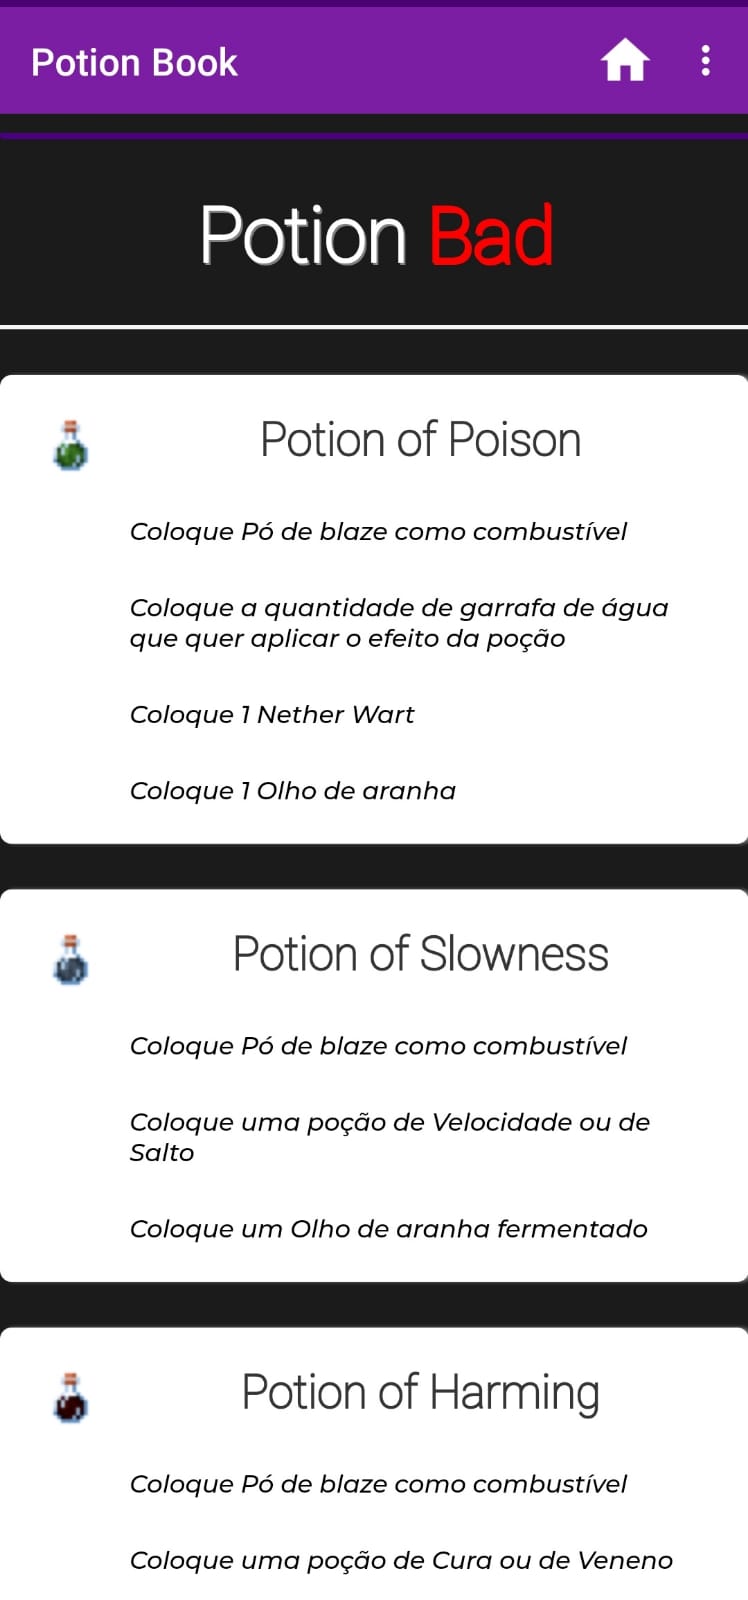 Potion Book
Potion Bad
Potion of Poison
Coloque Pó de blaze como combustível
Coloque a quantidade de garrafa de água
que quer aplicar o efeito da poção
Coloque 1 Nether Wart
Coloque 1 Olho de aranha
Potion of Slowness
Coloque Pó de blaze como combustível
Coloque uma poção de Velocidade ou de
Salto
Coloque um Olho de aranha fermentado
Potion of Harming
Coloque Pó de blaze como combustível
Coloque uma poção de Cura ou de Veneno